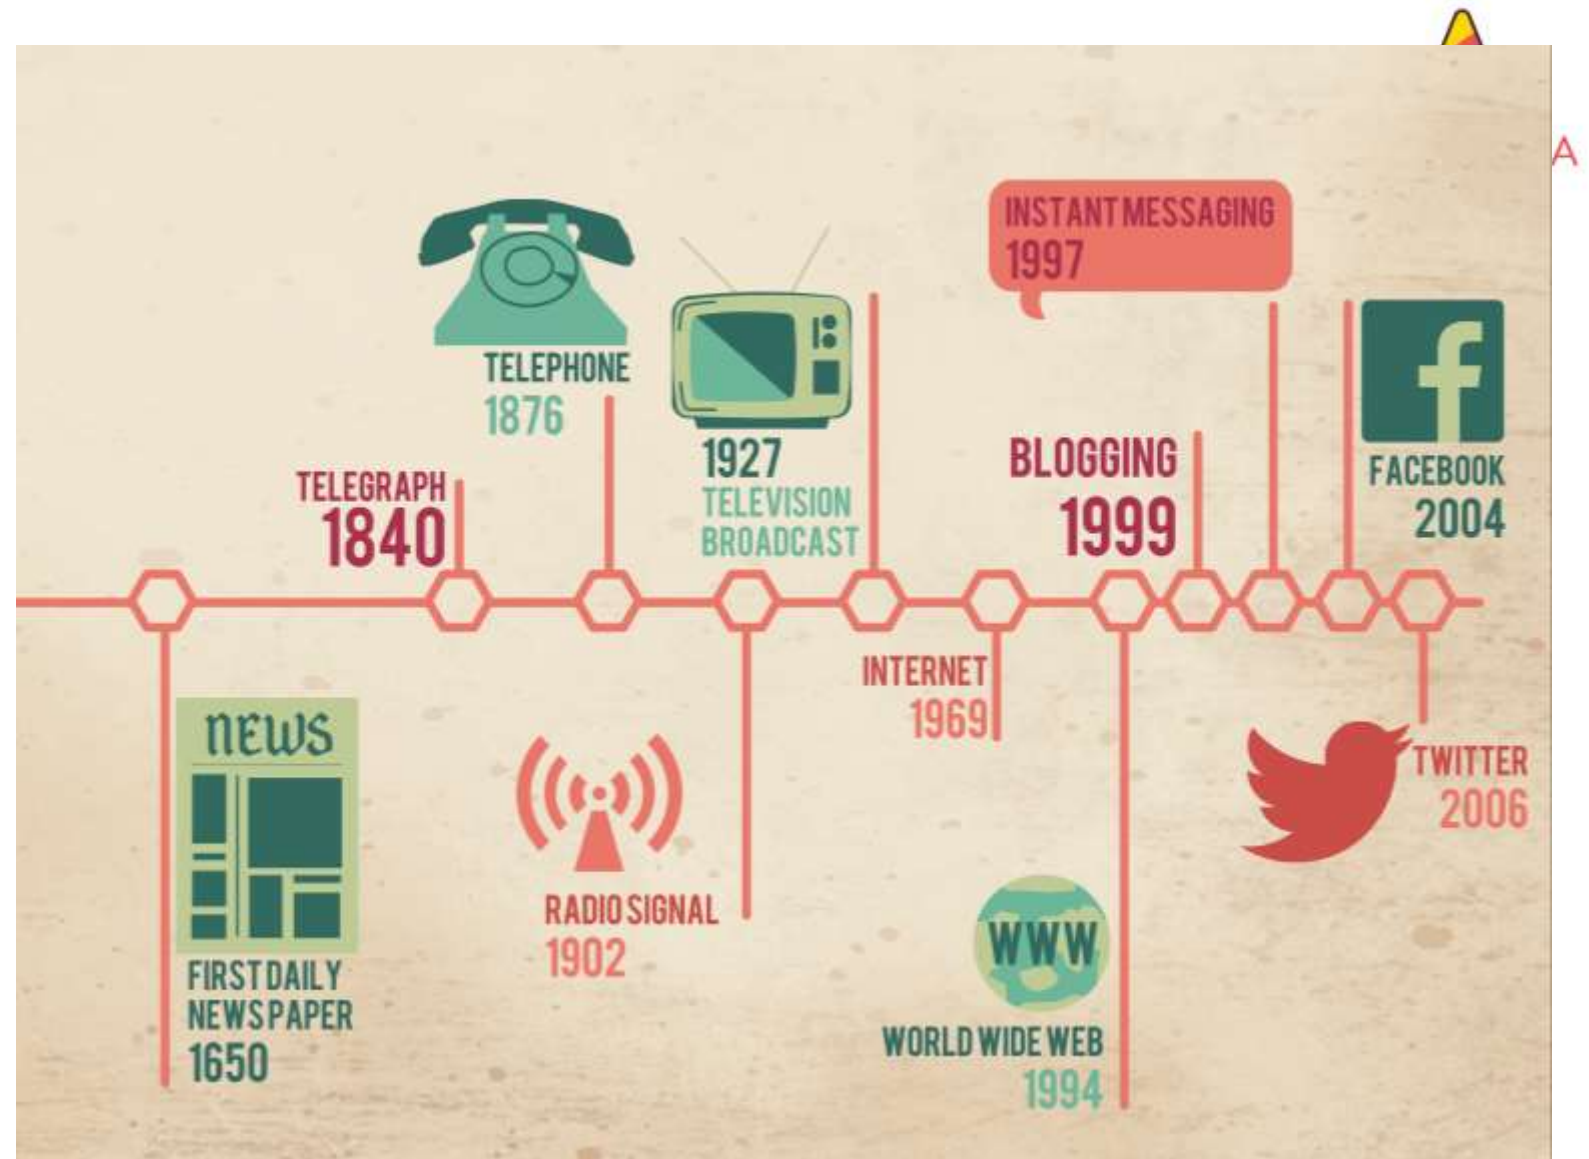 A
INSTANT MESSAGING
1997
TELEPHONE
1876
1927
TELEVISION
BROADCAST
BLOGGING
1999
FACEBOOK
2004
TELEGRAPH
1840
INTERNET
1969
NEWS
FIRST DAILY
NEWSPAPER
1650
RADIO SIGNAL
1902
TWITTER
2006
WWW
WORLD WIDE WEB
1994